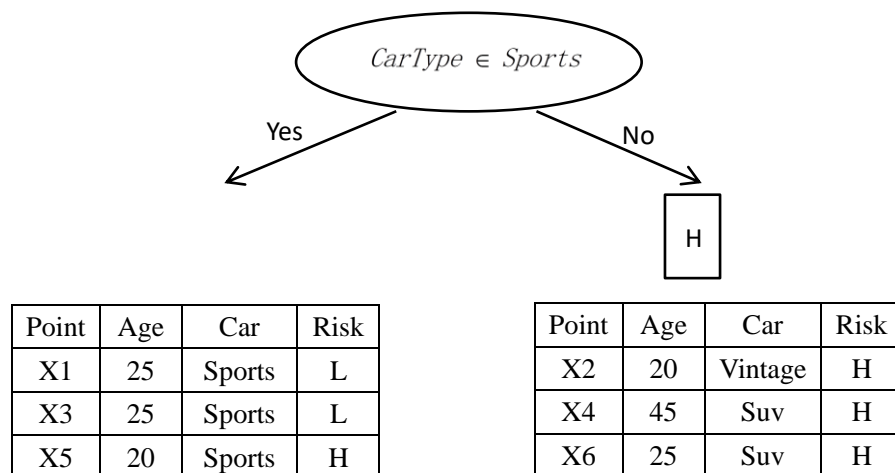 CarType ∈ Sports
Yes
No
H
Point Age Car Risk
X1 25 Sports L
X3 25 Sports L
X5 20 Sports H
Point Age Car Risk
X2 20 Vintage H
X4 45 Suv H
X6 25 Suv H